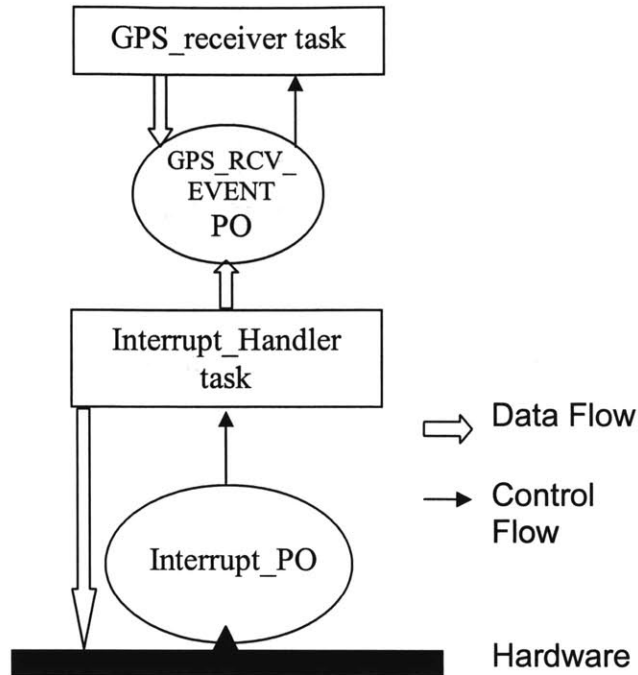 GPS_receiver task
GPS_RCV_
EVENT
PO
Interrupt_Handler
task
Data Flow
Control
Flow
Interrupt_PO
Hardware